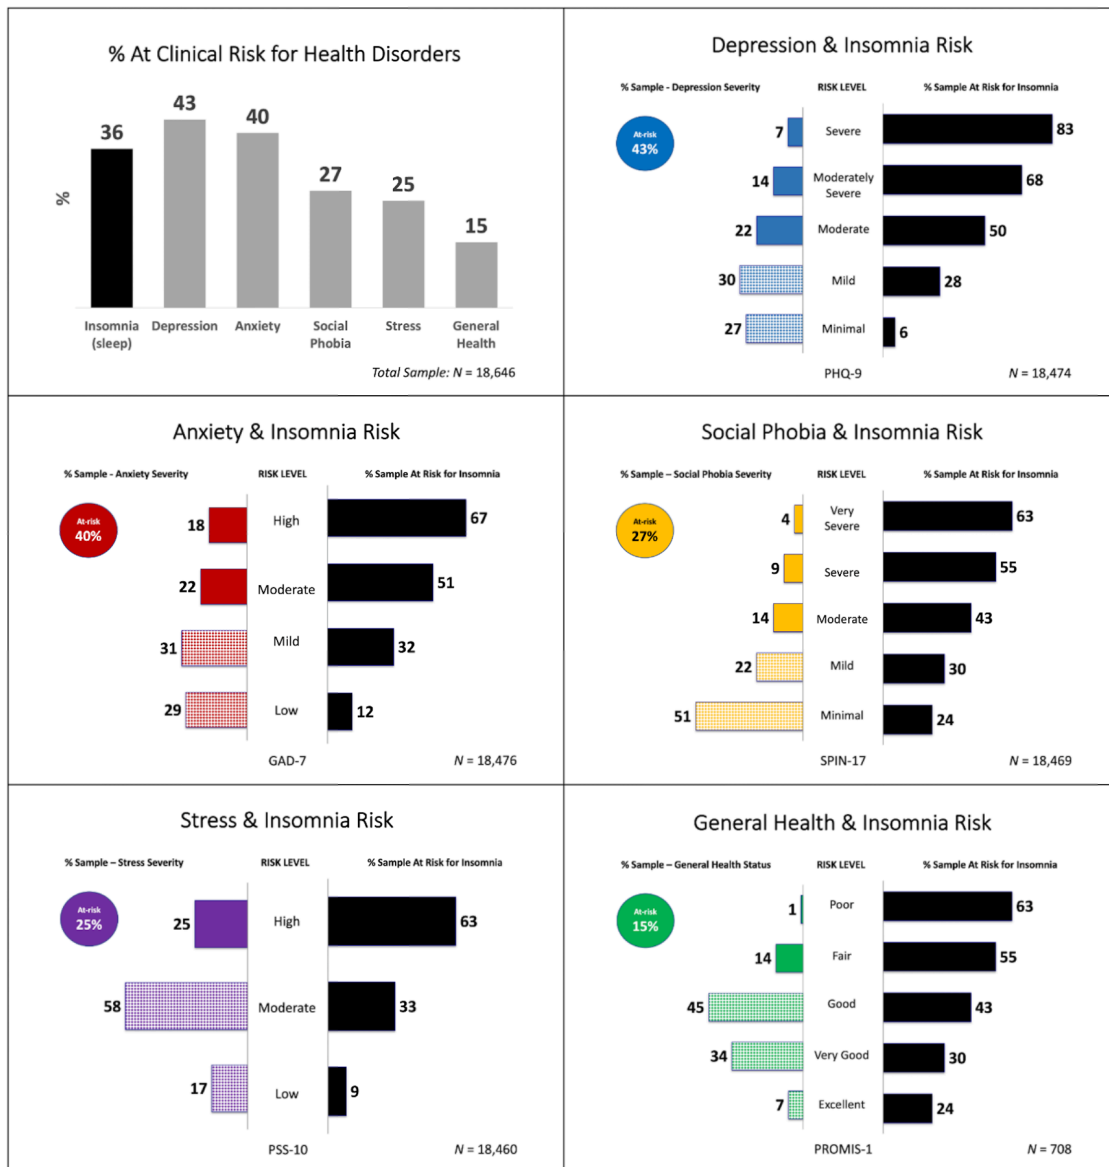 % At Clinical Risk for Health Disorders
%
36
43
40
27
25
15
Insomnia (sleep)
Depression
Anxiety
Social Phobia
Stress
General Health
Total Sample: N = 18,646
Depression & Insomnia Risk
% Sample - Depression Severity RISK LEVEL % Sample At Risk for Insomnia
At-risk
43%
7 Severe 83
14 Moderately Severe 68
22 Moderate 50
30 Mild 28
27 Minimal 6
PHQ-9 N = 18,474
Anxiety & Insomnia Risk
% Sample - Anxiety Severity RISK LEVEL % Sample At Risk for Insomnia
At-risk
40%
18 High 67
22 Moderate 51
31 Mild 32
29 Low 12
GAD-7 N = 18,476
Social Phobia & Insomnia Risk
% Sample – Social Phobia Severity RISK LEVEL % Sample At Risk for Insomnia
At-risk
27%
4 Very Severe 63
9 Severe 55
14 Moderate 43
22 Mild 30
51 Minimal 24
SPIN-17 N = 18,469
Stress & Insomnia Risk
% Sample – Stress Severity RISK LEVEL % Sample At Risk for Insomnia
At-risk
25%
25 High 63
58 Moderate 33
17 Low 9
PSS-10 N = 18,460
General Health & Insomnia Risk
% Sample – General Health Status RISK LEVEL % Sample At Risk for Insomnia
At-risk
15%
1 Poor 63
14 Fair 55
45 Good 43
34 Very Good 30
7 Excellent 24
PROMIS-1 N = 708